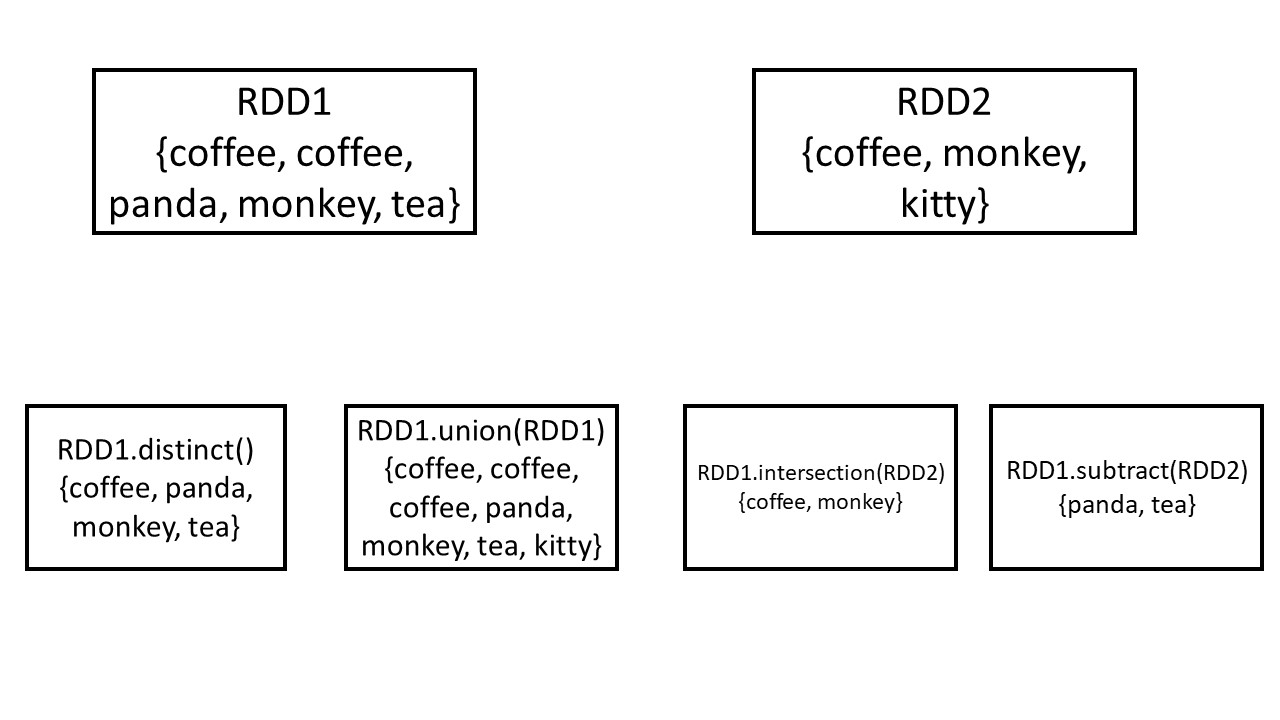 RDD1
{coffee, coffee,
panda, monkey, tea}
RDD2
{coffee, monkey,
kitty}
RDD1.distinct()
{coffee, panda,
monkey, tea}
RDD1.union(RDD1)
{coffee, coffee,
coffee, panda,
monkey, tea, kitty}
RDD1.intersection(RDD2)
{coffee, monkey}
RDD1.subtract(RDD2)
{panda, tea}